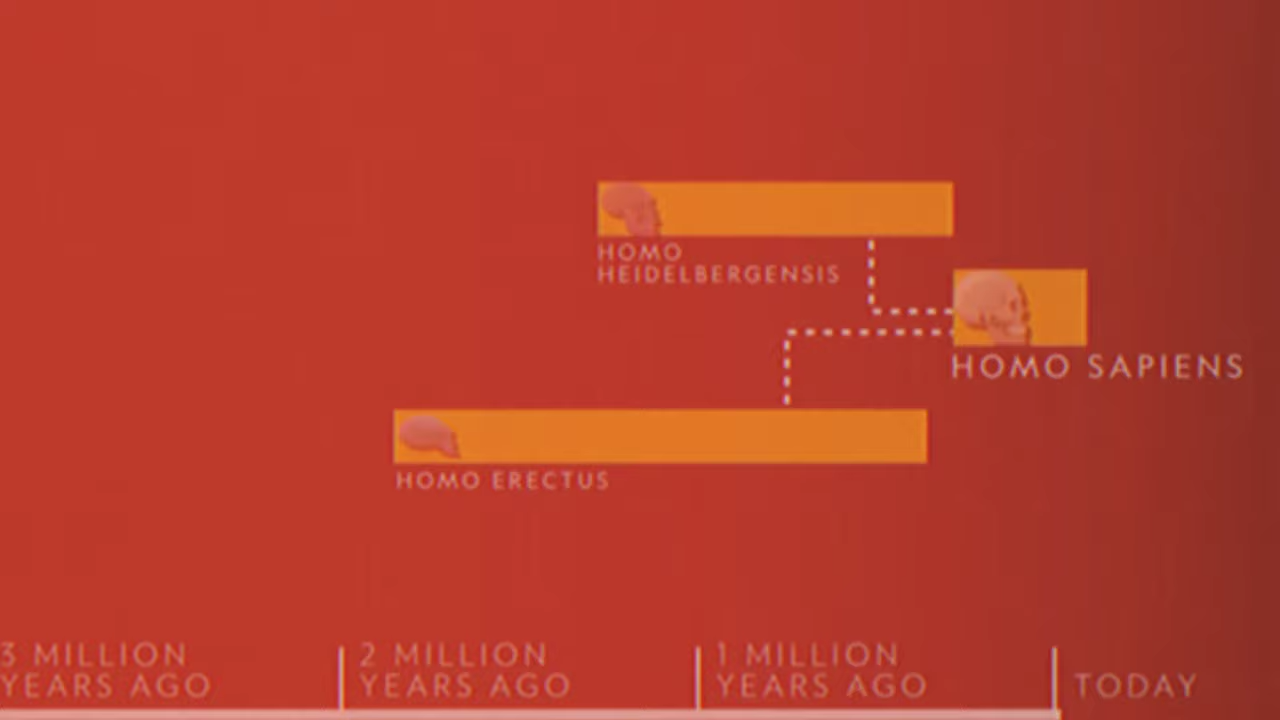 HOMO
HEIDELBERGENSIS
HOMO SAPIENS
HOMO ERECTUS
3 MILLION
YEARS AGO
2 MILLION
YEARS AGO
1 MILLION
YEARS AGO
TODAY